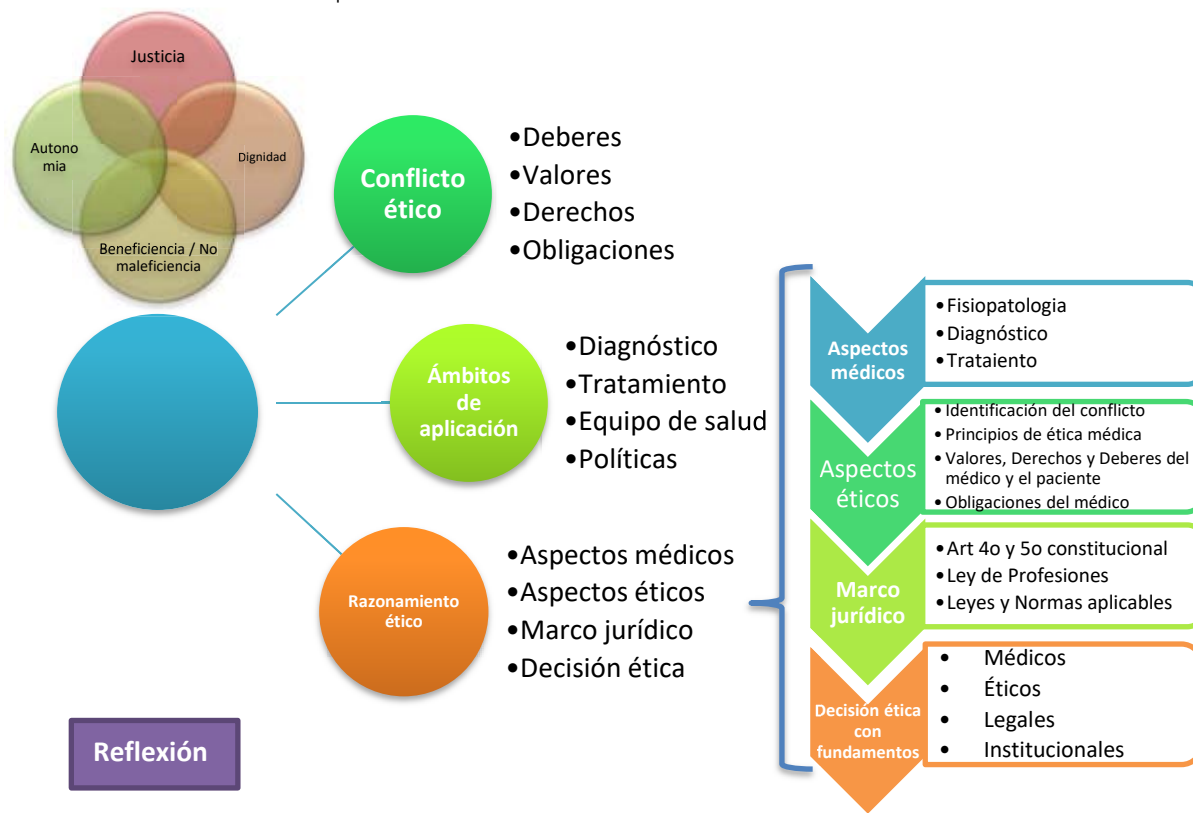 Justicia
Autono
mia
Dignidad
Beneficiencia / No
maleficiencia
Conflicto
ético
•Deberes
•Valores
•Derechos
•Obligaciones
Ámbitos
de
aplicación
•Diagnóstico
•Tratamiento
•Equipo de salud
•Políticas
Razonamiento
ético
•Aspectos médicos
•Aspectos éticos
•Marco jurídico
•Decisión ética
Reflexión
Aspectos
médicos
•Fisiopatologia
•Diagnóstico
•Trataiento
Aspectos
éticos
• Identificación del conflicto
• Principios de ética médica
• Valores, Derechos y Deberes del
médico y el paciente
• Obligaciones del médico
Marco
jurídico
•Art 4o y 5o constitucional
•Ley de Profesiones
•Leyes y Normas aplicables
Decisión ética
con
fundamentos
• Médicos
• Éticos
• Legales
• Institucionales